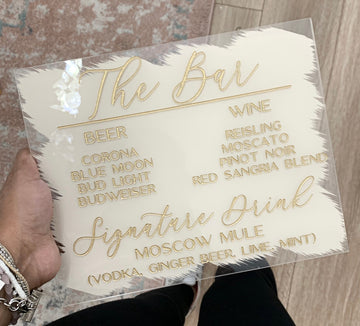 The Bar
BEER
CORONA
BLUE MOON
BUD LIGHT
BUDWEISER
WINE
REISLING
MOSCATO
PINOT NOIR
RED SANGRIA BLEND
Signature Drink
MOSCOW MULE
(VODKA, GINGER BEER, LIME, MINT)